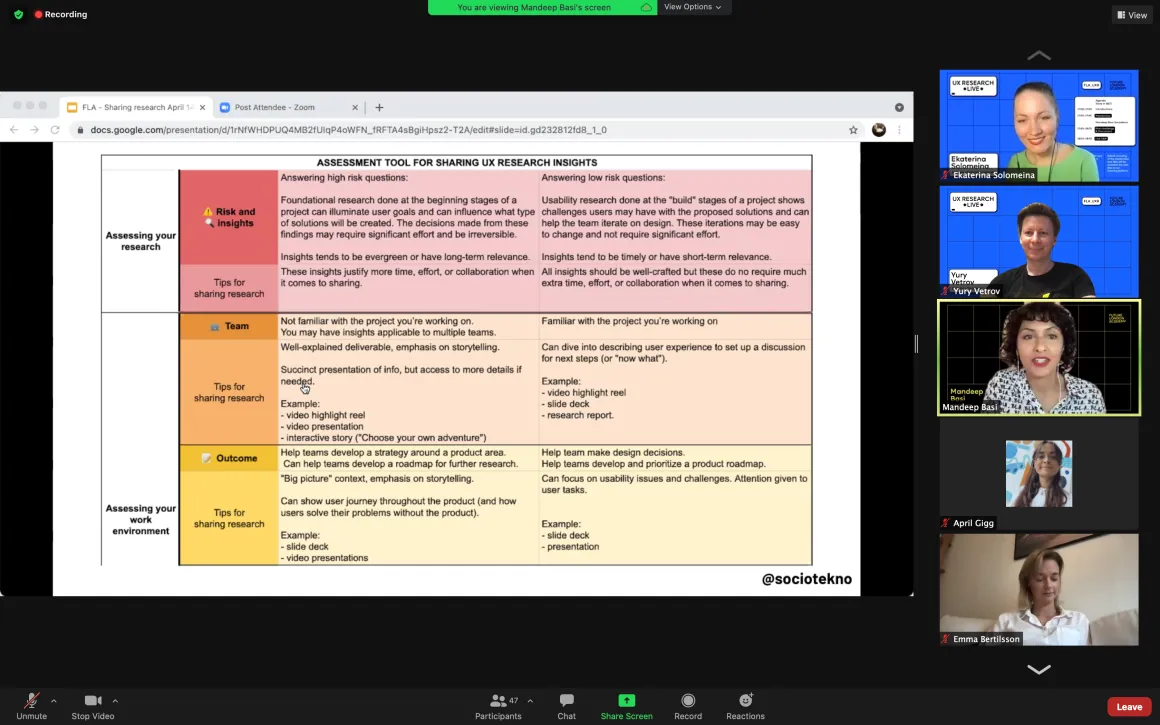 Recording
You are viewing Mandeep Basi's screen
View Options
View
FLA - Sharing research April 14
Post Attendee - Zoom
docs.google.com/presentation/d/1rNfWHDPUQ4MB2fUIqP4oWFN_fRFTA4sBgiHpsz2-T2A/edit#slide=id.gd232812fd8_1_0
ASSESSMENT TOOL FOR SHARING UX RESEARCH INSIGHTS
Assessing your
research
Risk and
insights
Answering high risk questions:
Foundational research done at the beginning stages of a
project can illuminate user goals and can influence what type
of solutions will be created. The decisions made from these
findings may require significant effort and be irreversible.
Insights tend to be evergreen or have long-term relevance.
Answering low risk questions:
Usability research done at the "build" stages of a project shows
challenges users may have with the proposed solutions and can
help the team iterate on design. These iterations may be easy
to change and not require significant effort.
Insights tend to be timely or have short-term relevance.
Tips for
sharing research
These insights justify more time, effort, or collaboration when
it comes to sharing.
All insights should be well-crafted but these do no require much
extra time, effort, or collaboration when it comes to sharing.
Assessing your
work
environment
Team
Not familiar with the project you're working on.
You may have insights applicable to multiple teams.
Familiar with the project you're working on
Tips for
sharing research
Well-explained deliverable, emphasis on storytelling.
Succinct presentation of info, but access to more details if
needed.
Example:
- video highlight reel
- video presentation
- interactive story ("Choose your own adventure")
Can dive into describing user experience to set up a discussion
for next steps (or "now what").
Example:
- video highlight reel
- slide deck
- research report.
Outcome
Help teams develop a strategy around a product area.
Can help teams develop a roadmap for further research.
Help team make design decisions.
Help teams develop and prioritize a product roadmap.
Tips for
sharing research
"Big picture" context, emphasis on storytelling.
Can show user journey throughout the product (and how
users solve their problems without the product).
Example:
- slide deck
- video presentations
Can focus on usability issues and challenges. Attention given to
user tasks.
Example:
- slide deck
- presentation
@sociotekno
UX RESEARCH
LIVE
Ekaterina
Solomeina
Ekaterina Solomeina
UX RESEARCH
LIVE
Yury
Vetrov
Yury Vetrov
FUTURE
LONDON
ACADEMY
Mandeep
Basi
Mandeep Basi
April Gigg
Emma Bertilsson
Unmute
Stop Video
Participants
47
Chat
Share Screen
Record
Reactions
Leave